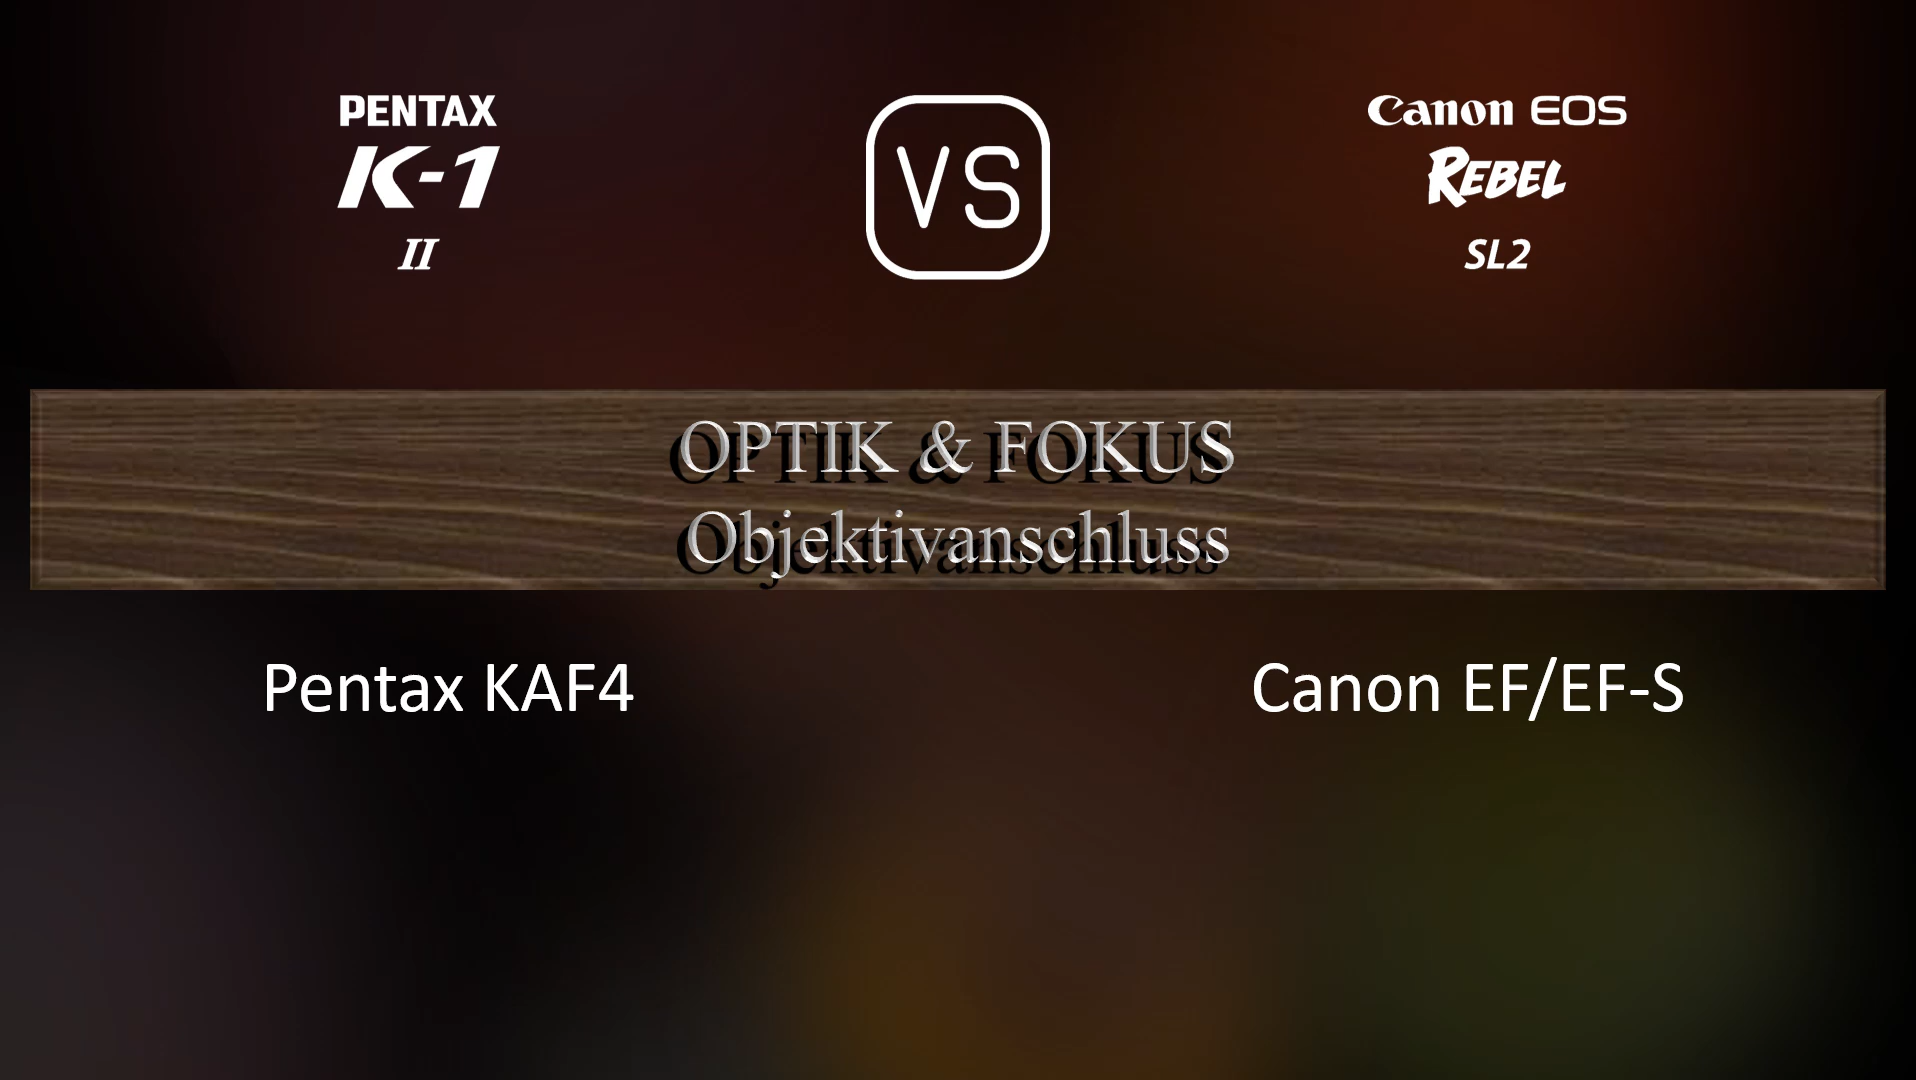 PENTAX
K-1
II
VS
Canon EOS
REBEL
SL2
OPTIK & FOKUS
Objektivanschluss
Pentax KAF4
Canon EF/EF-S